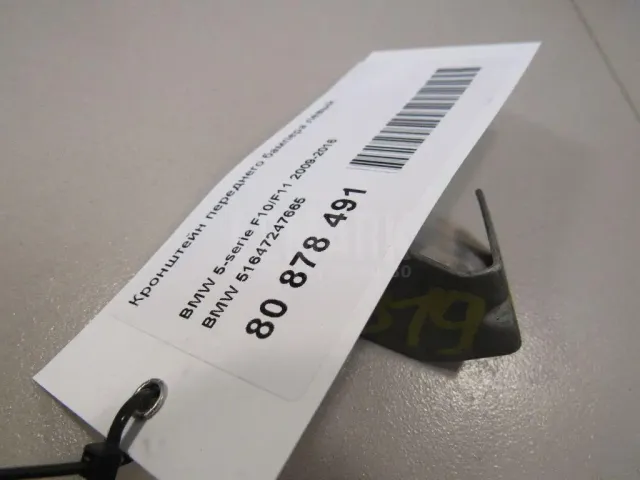 Кронштейн переднего бампера левый
BMW 5-serie F10/F11 2009-2016
BMW 51647247665
80 878 491